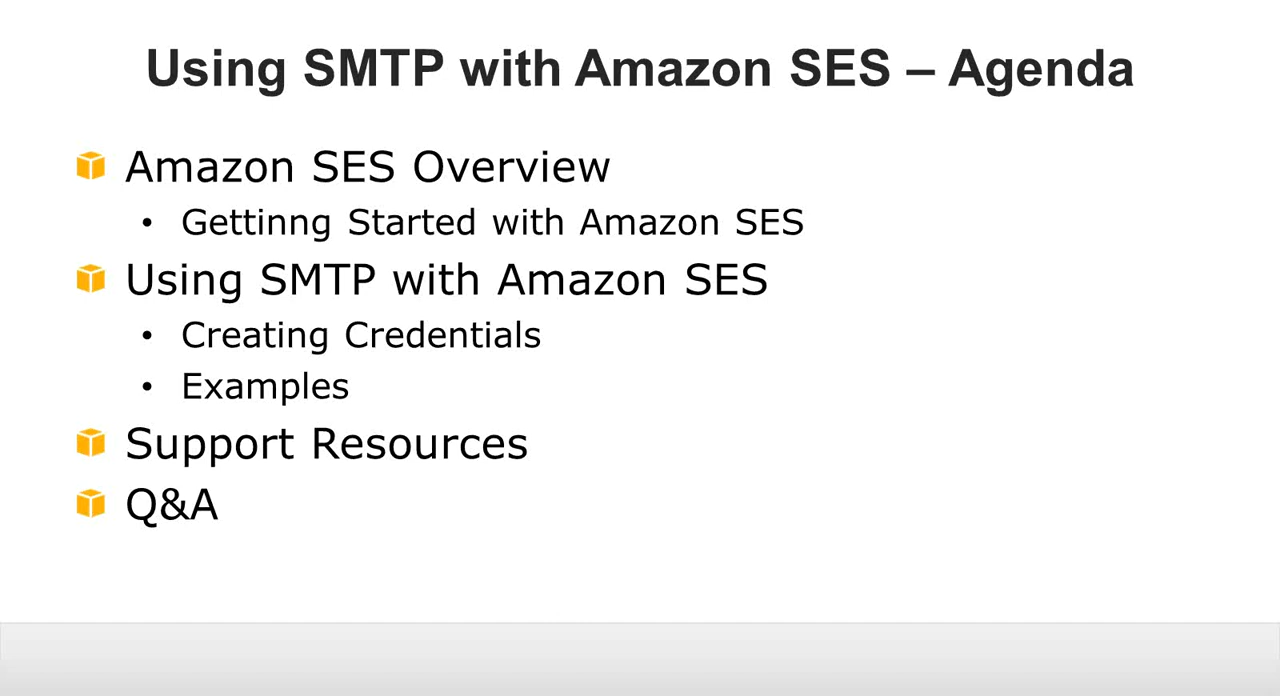 Using SMTP with Amazon SES – Agenda
Amazon SES Overview
• Gettinng Started with Amazon SES
Using SMTP with Amazon SES
• Creating Credentials
• Examples
Support Resources
Q&A